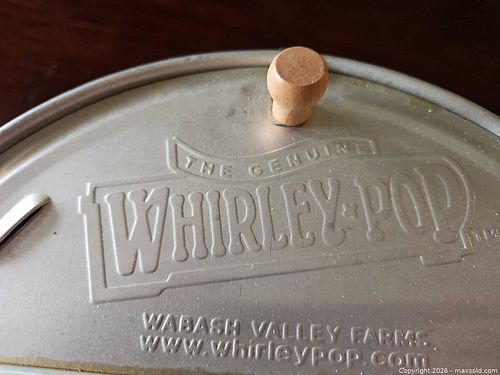 THE GENUINE
WHIRLEY★POP
WABASH VALLEY FARMS
www.whirleypop.com
Copyright 2026 - maxsold.com